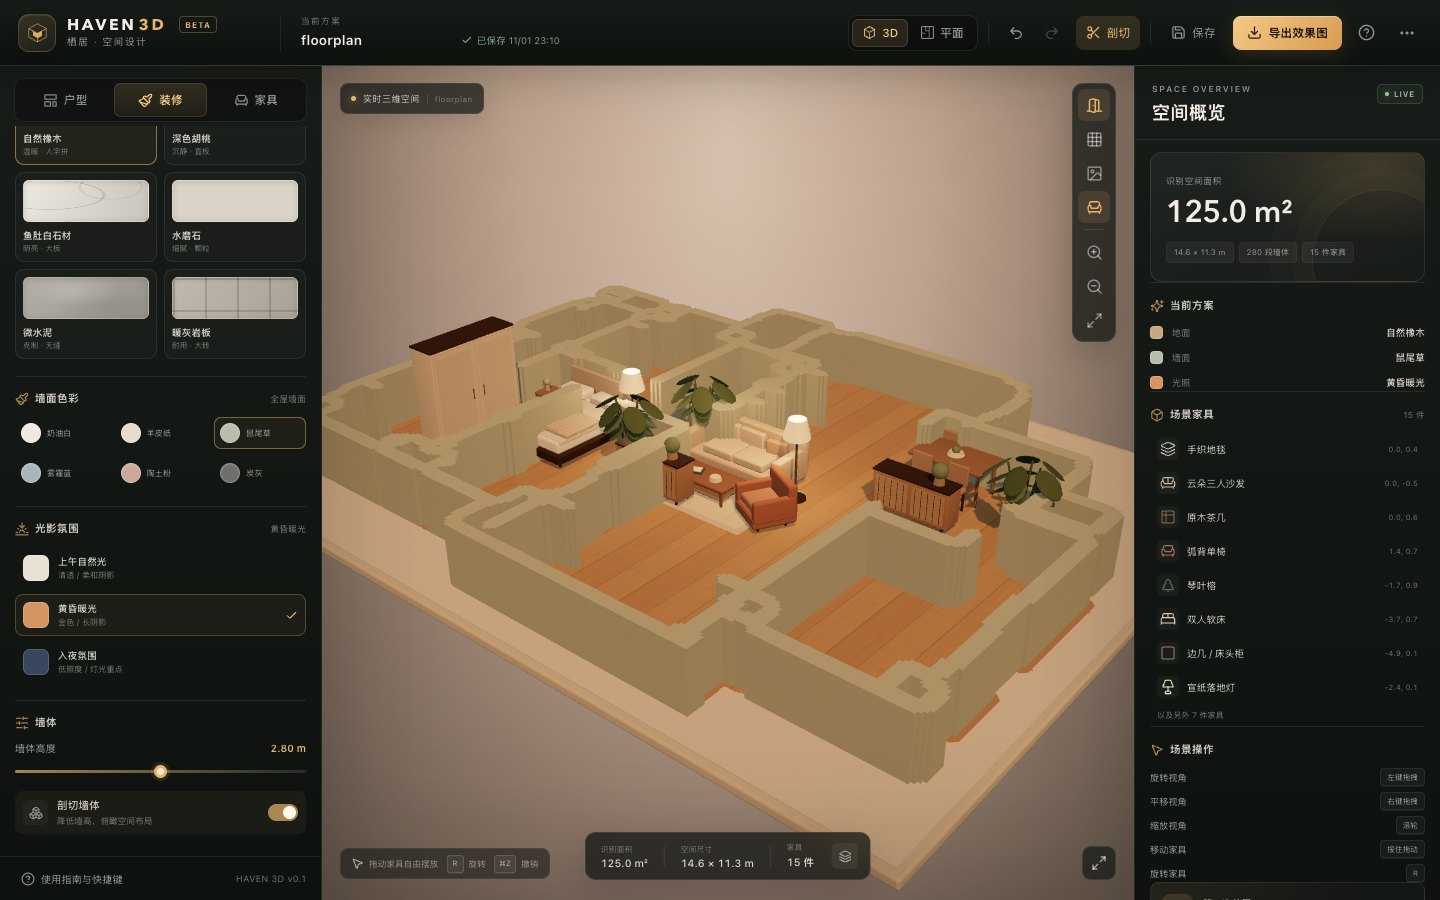 HAVEN 3D BETA
栖居 · 空间设计
当前方案
floorplan
已保存 11/01 23:10
3D
平面
剖切
保存
导出效果图
户型
装修
家具
自然橡木
温暖 · 人字拼
深色胡桃
沉静 · 直板
鱼肚白石材
明亮 · 大板
水磨石
细腻 · 颗粒
微水泥
克制 · 无缝
暖灰岩板
耐用 · 大砖
墙面色彩
全屋墙面
奶油白
羊皮纸
鼠尾草
雾霾蓝
陶土粉
炭灰
光影氛围
黄昏暖光
上午自然光
清透 / 柔和阴影
黄昏暖光
金色 / 长阴影
入夜氛围
低照度 / 灯光重点
墙体
墙体高度
2.80 m
剖切墙体
降低墙高，俯瞰空间布局
使用指南与快捷键
HAVEN 3D v0.1
实时三维空间
floorplan
拖动家具自由摆放
R
旋转
⌘Z
撤销
识别面积
125.0 m²
空间尺寸
14.6 × 11.3 m
家具
15 件
SPACE OVERVIEW
空间概览
LIVE
识别空间面积
125.0 m²
14.6 × 11.3 m
280 段墙体
15 件家具
当前方案
地面
自然橡木
墙面
鼠尾草
光照
黄昏暖光
场景家具
15 件
手织地毯
0.0, 0.4
云朵三人沙发
0.0, -0.5
原木茶几
0.0, 0.6
弧背单椅
1.4, 0.7
琴叶榕
-1.7, 0.9
双人软床
-3.7, 0.7
边几 / 床头柜
-4.9, 0.1
宣纸落地灯
-2.4, 0.1
以及另外 7 件家具
场景操作
旋转视角
左键拖拽
平移视角
右键拖拽
缩放视角
滚轮
移动家具
按住拖动
旋转家具
R